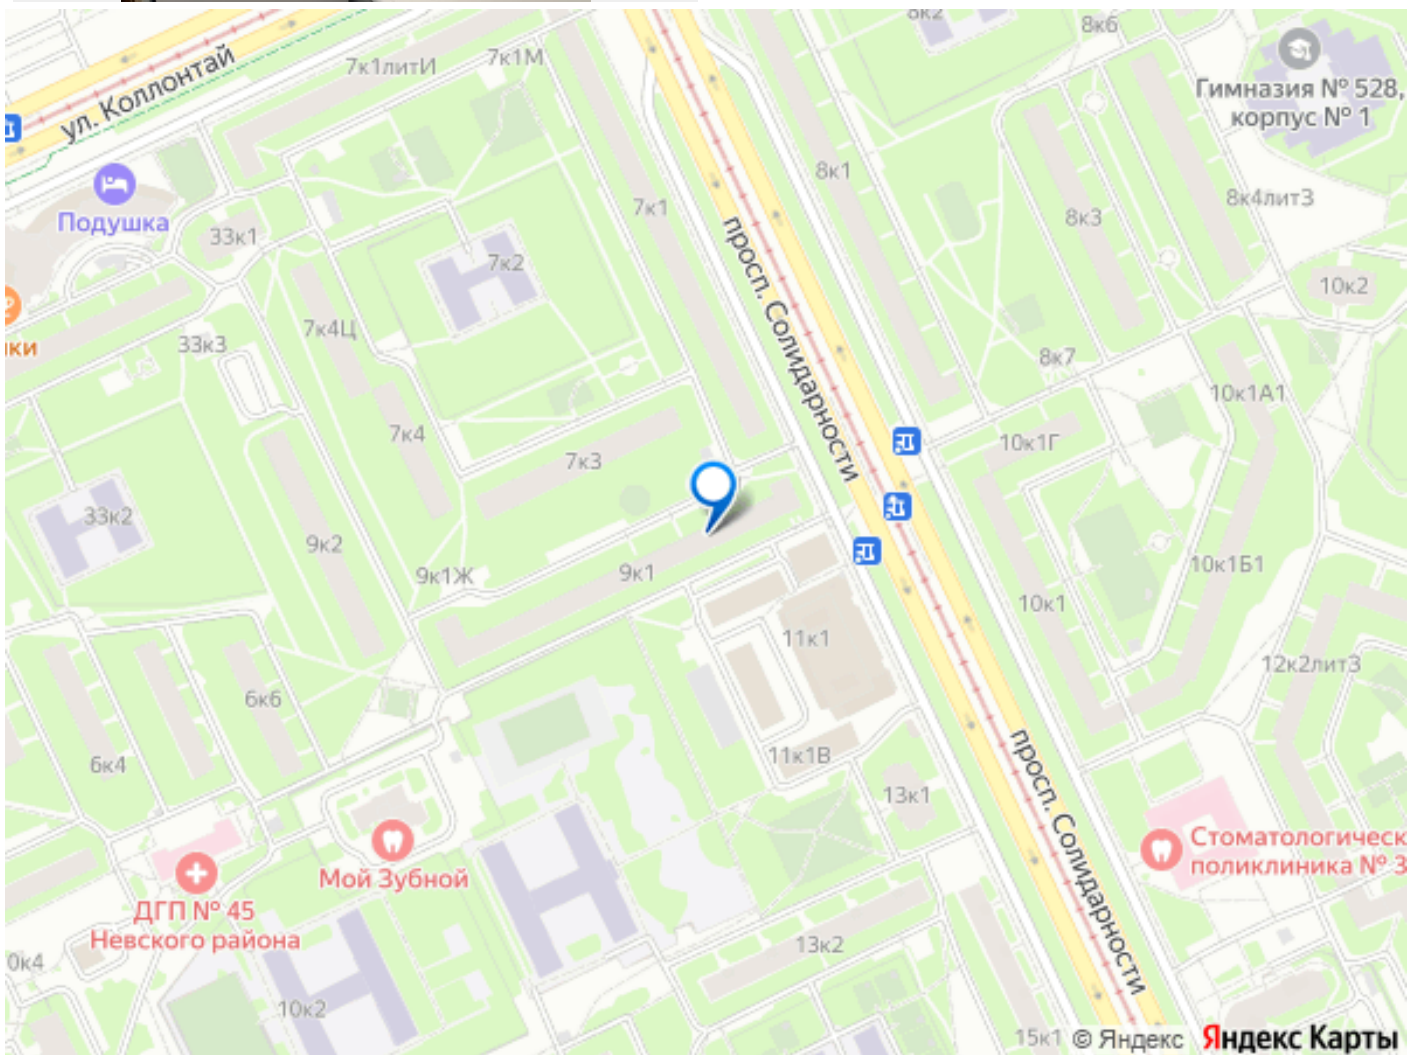 8к2
8к6
7к1М
7к1литИ
ул. Коллонтай
Гимназия № 528,
корпус № 1
8к1
Подушка
33к1
7к1
просп. Солидарности
8к3
8к4литЗ
7к2
10к2
7к4Ц
33к3
ки
8к7
10к1А1
7к4
7к3
10к1Г
33к2
9к2
9к1Ж
9к1
10к1Б1
10к1
11к1
12к2литЗ
6к6
6к4
11к1В
13к1
просп. Солидарности
Стоматологическ
поликлиника № 3
Мой Зубной
ДГП № 45
Невского района
13к2
0к4
10к2
15к1
© Яндекс Яндекс Карты